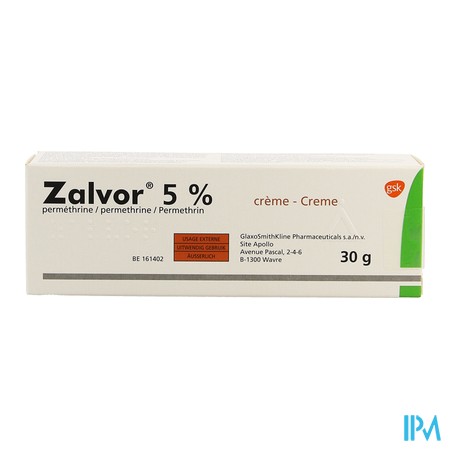 Zalvor® 5 %
perméthrine / permethrine / Permethrin
crème - Creme
gsk
USAGE EXTERNE
UITWENDIG GEBRUIK
ÄUSSERLICH
BE 161402
GlaxoSmithKline Pharmaceuticals s.a./n.v.
Site Apollo
Avenue Pascal, 2-4-6
B-1300 Wavre
30 g
IPM